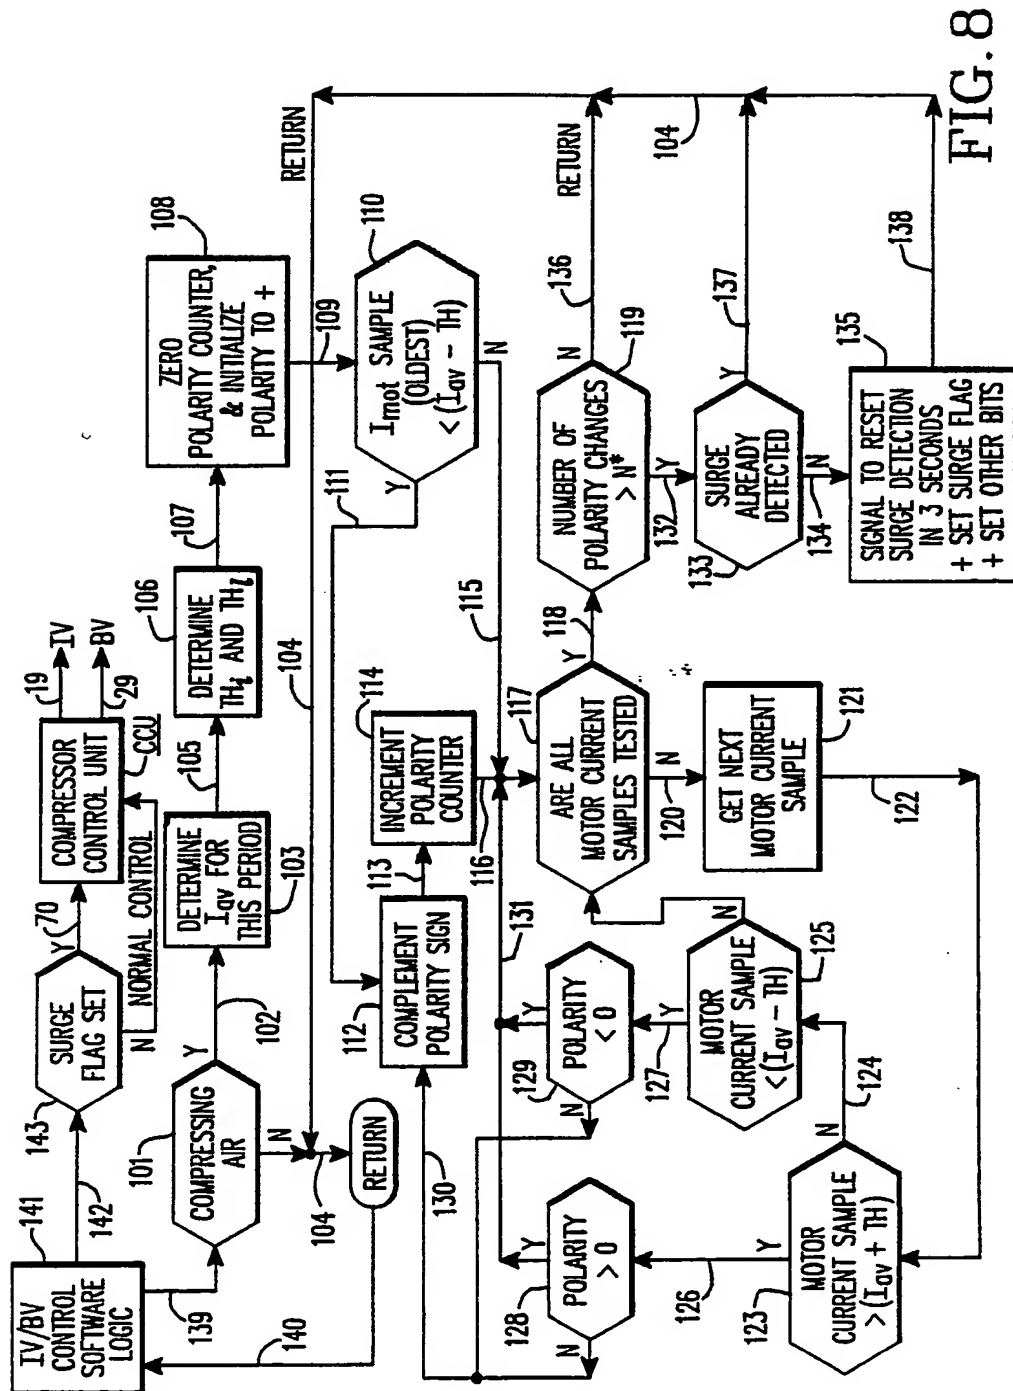 IV/BV
CONTROL
SOFTWARE
LOGIC
141
142
139
140
143
SURGE
FLAG SET
Y
70
N
NORMAL CONTROL
COMPRESSOR
CONTROL UNIT
CCU
19
IV
29
BV
101
COMPRESSING
AIR
Y
102
N
104
RETURN
DETERMINE
Iav FOR
THIS PERIOD
103
105
106
DETERMINE
THi AND THl
107
108
ZERO
POLARITY COUNTER,
& INITIALIZE
POLARITY TO +
109
104
RETURN
110
Imot SAMPLE
(OLDEST)
<(Iav - TH)
Y
111
N
115
112
COMPLEMENT
POLARITY SIGN
113
114
INCREMENT
POLARITY
COUNTER
116
130
131
117
ARE ALL
MOTOR CURRENT
SAMPLES TESTED
Y
118
N
120
GET NEXT
MOTOR CURRENT
SAMPLE
121
122
NUMBER OF
POLARITY CHANGES
> N*
119
N
136
RETURN
Y
132
SURGE
ALREADY
DETECTED
133
Y
137
104
N
134
135
SIGNAL TO RESET
SURGE DETECTION
IN 3 SECONDS
+ SET SURGE FLAG
+ SET OTHER BITS
138
128
POLARITY
> 0
Y
N
126
129
POLARITY
< 0
Y
N
127
Y
MOTOR
CURRENT SAMPLE
<(Iav - TH)
125
N
124
N
123
MOTOR
CURRENT SAMPLE
>(Iav + TH)
Y
FIG. 8